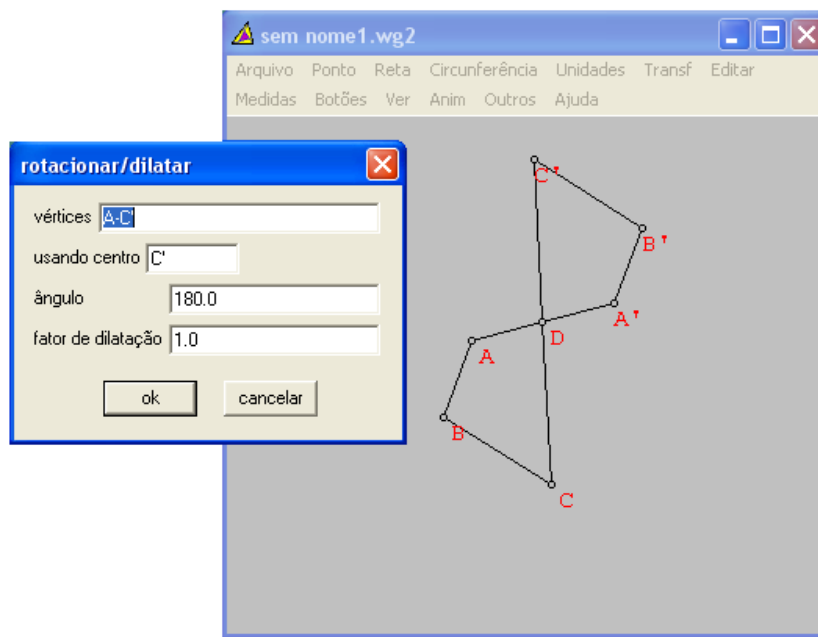 sem nome1.wg2
Arquivo Ponto Reta Circunferência Unidades Transf Editar
Medidas Botões Ver Anim Outros Ajuda
rotacionar/dilatar
vértices A-C'
usando centro C'
ângulo 180.0
fator de dilatação 1.0
ok cancelar
C'
B'
A'
D
A
B
C